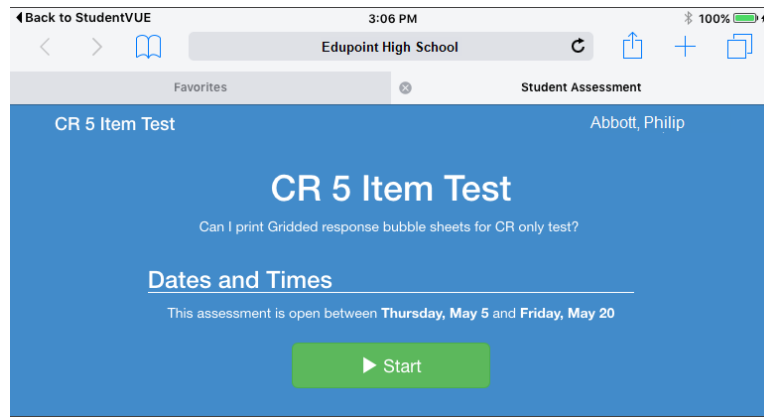 Back to StudentVUE 3:06 PM 100%
Edupoint High School
Favorites Student Assessment
CR 5 Item Test Abbott, Philip
CR 5 Item Test
Can I print Gridded response bubble sheets for CR only test?
Dates and Times
This assessment is open between Thursday, May 5 and Friday, May 20
Start